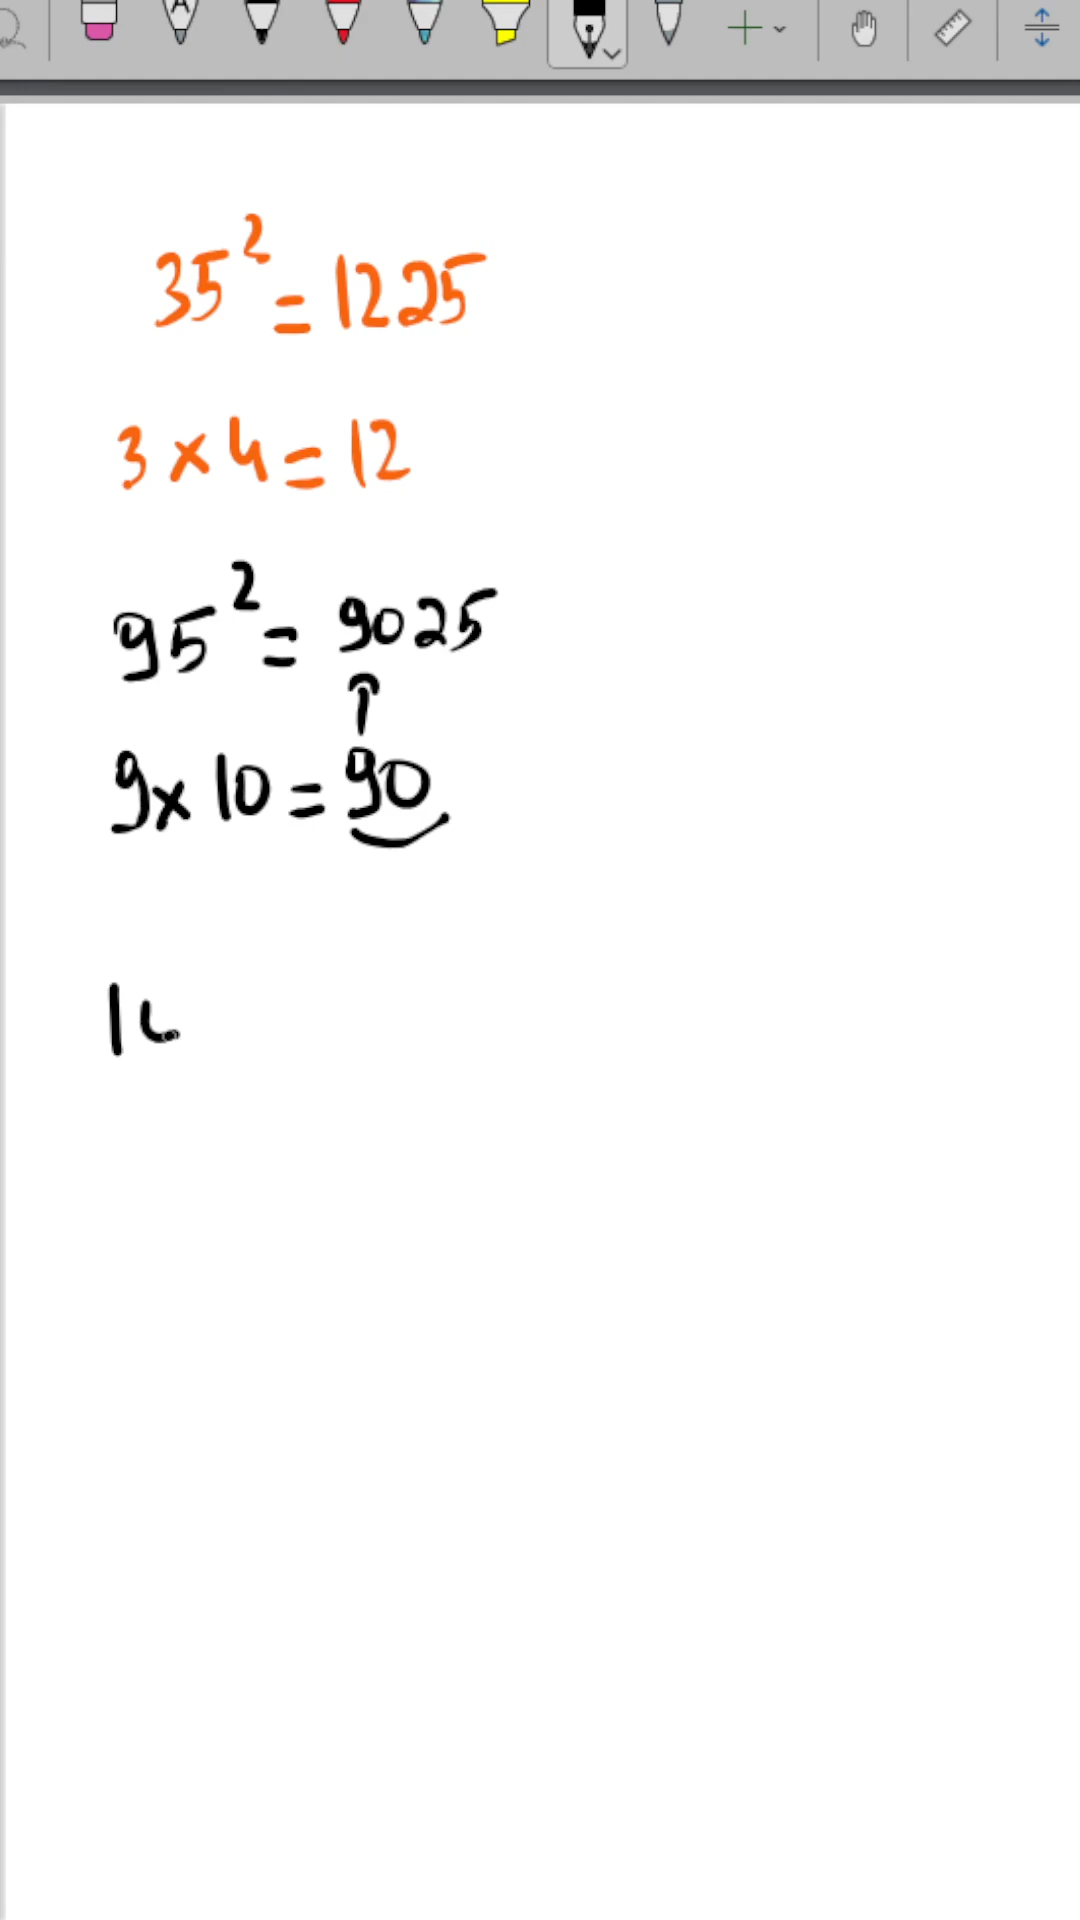 35² = 1225
3 × 4 = 12
95² = 9025
↑
9 × 10 = 90